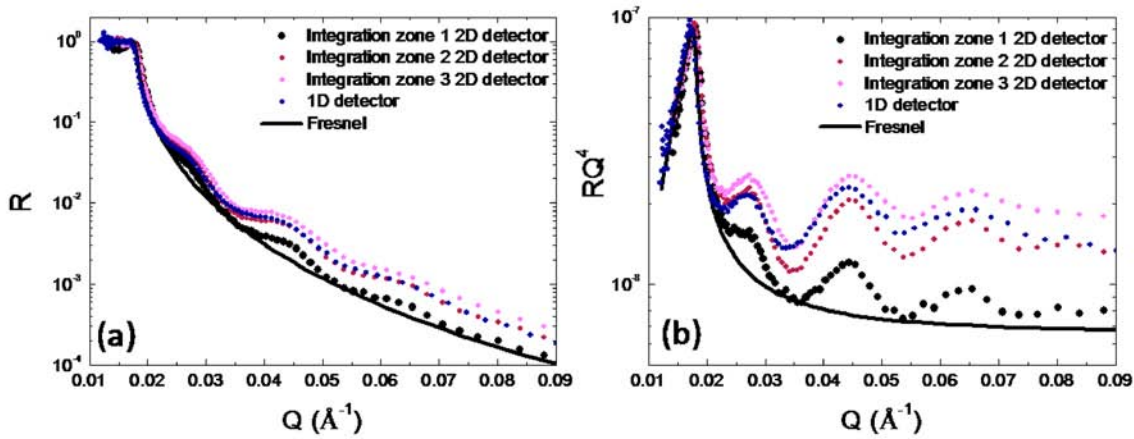 10⁰
10⁻¹
10⁻²
10⁻³
10⁻⁴
R
Integration zone 1 2D detector
Integration zone 2 2D detector
Integration zone 3 2D detector
1D detector
Fresnel
(a)
0.01 0.02 0.03 0.04 0.05 0.06 0.07 0.08 0.09
Q (Å⁻¹)
10⁻⁷
10⁻⁸
RQ⁴
Integration zone 1 2D detector
Integration zone 2 2D detector
Integration zone 3 2D detector
1D detector
Fresnel
(b)
0.01 0.02 0.03 0.04 0.05 0.06 0.07 0.08 0.09
Q (Å⁻¹)